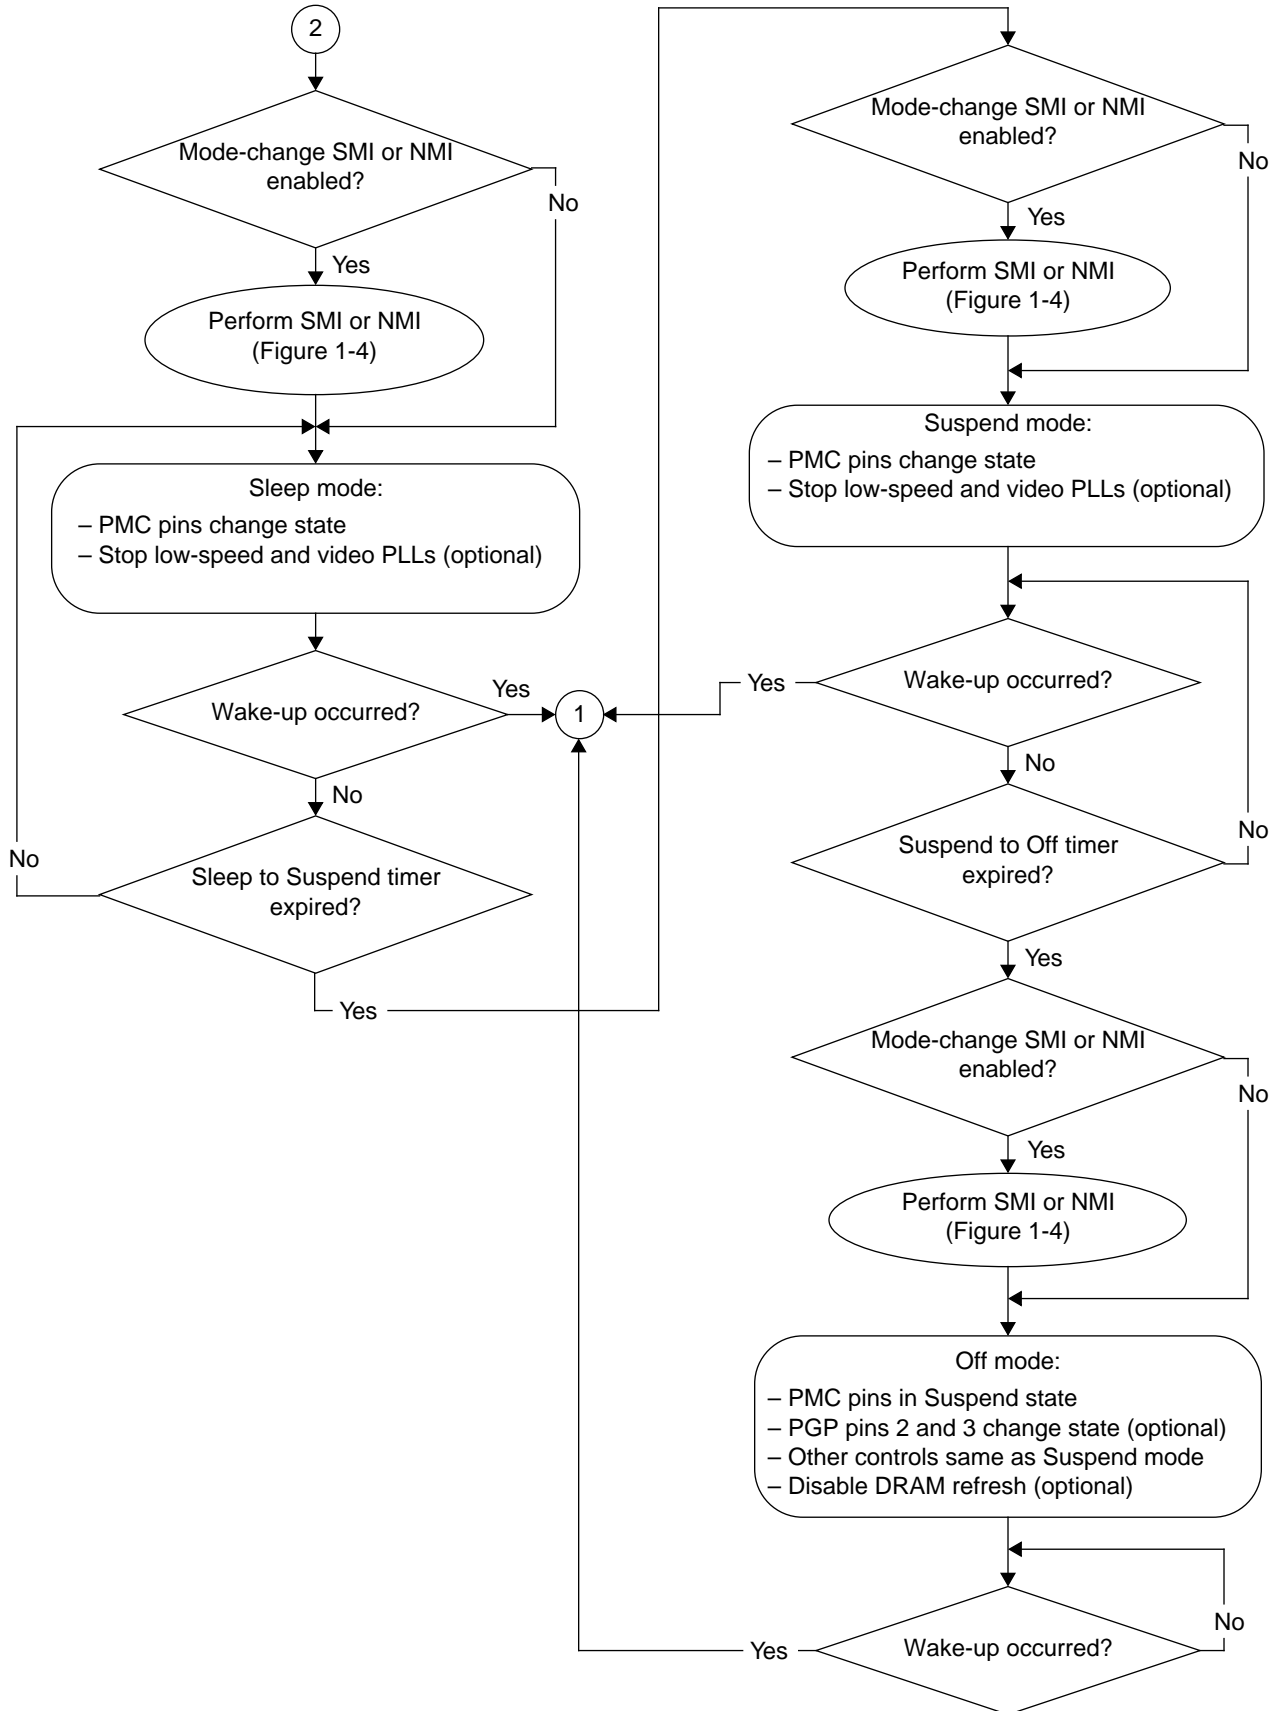 2
Mode-change SMI or NMI
enabled?
No
Yes
Perform SMI or NMI
(Figure 1-4)
Sleep mode:
– PMC pins change state
– Stop low-speed and video PLLs (optional)
Wake-up occurred?
Yes
1
No
Sleep to Suspend timer
expired?
No
Yes
Mode-change SMI or NMI
enabled?
No
Yes
Perform SMI or NMI
(Figure 1-4)
Suspend mode:
– PMC pins change state
– Stop low-speed and video PLLs (optional)
Wake-up occurred?
Yes
No
Suspend to Off timer
expired?
No
Yes
Mode-change SMI or NMI
enabled?
No
Yes
Perform SMI or NMI
(Figure 1-4)
Off mode:
– PMC pins in Suspend state
– PGP pins 2 and 3 change state (optional)
– Other controls same as Suspend mode
– Disable DRAM refresh (optional)
Wake-up occurred?
No
Yes